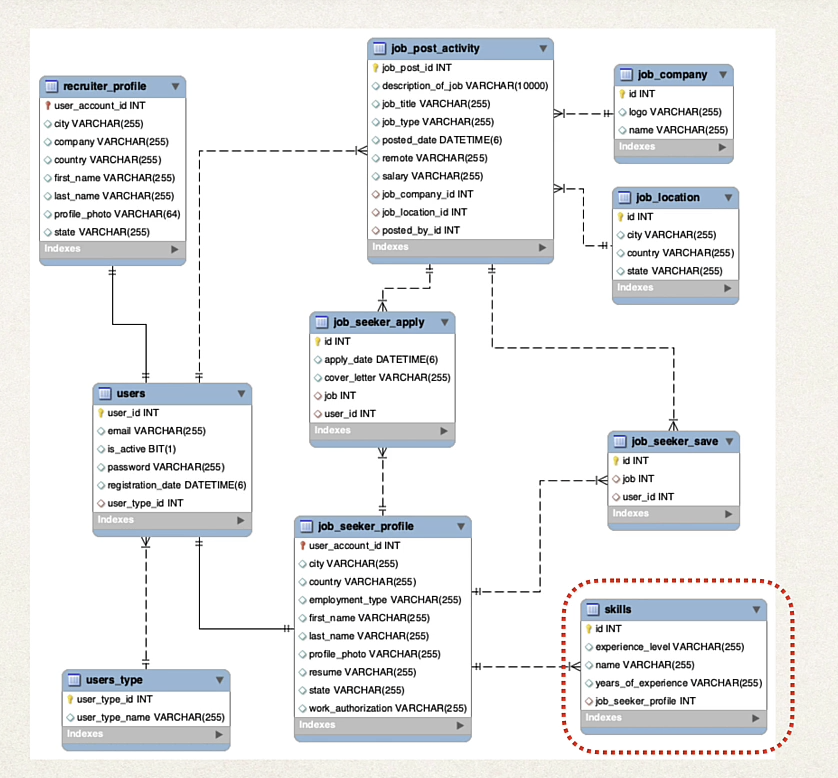 job_post_activity
job_post_id INT
description_of_job VARCHAR(10000)
job_title VARCHAR(255)
job_type VARCHAR(255)
posted_date DATETIME(6)
remote VARCHAR(255)
salary VARCHAR(255)
job_company_id INT
job_location_id INT
posted_by_id INT
Indexes
job_company
id INT
logo VARCHAR(255)
name VARCHAR(255)
Indexes
recruiter_profile
user_account_id INT
city VARCHAR(255)
company VARCHAR(255)
country VARCHAR(255)
first_name VARCHAR(255)
last_name VARCHAR(255)
profile_photo VARCHAR(64)
state VARCHAR(255)
Indexes
job_location
id INT
city VARCHAR(255)
country VARCHAR(255)
state VARCHAR(255)
Indexes
job_seeker_apply
id INT
apply_date DATETIME(6)
cover_letter VARCHAR(255)
job INT
user_id INT
Indexes
users
user_id INT
email VARCHAR(255)
is_active BIT(1)
password VARCHAR(255)
registration_date DATETIME(6)
user_type_id INT
Indexes
job_seeker_save
id INT
job INT
user_id INT
Indexes
job_seeker_profile
user_account_id INT
city VARCHAR(255)
country VARCHAR(255)
employment_type VARCHAR(255)
first_name VARCHAR(255)
last_name VARCHAR(255)
profile_photo VARCHAR(255)
resume VARCHAR(255)
state VARCHAR(255)
work_authorization VARCHAR(255)
Indexes
skills
id INT
experience_level VARCHAR(255)
name VARCHAR(255)
years_of_experience VARCHAR(255)
job_seeker_profile INT
Indexes
users_type
user_type_id INT
user_type_name VARCHAR(255)
Indexes